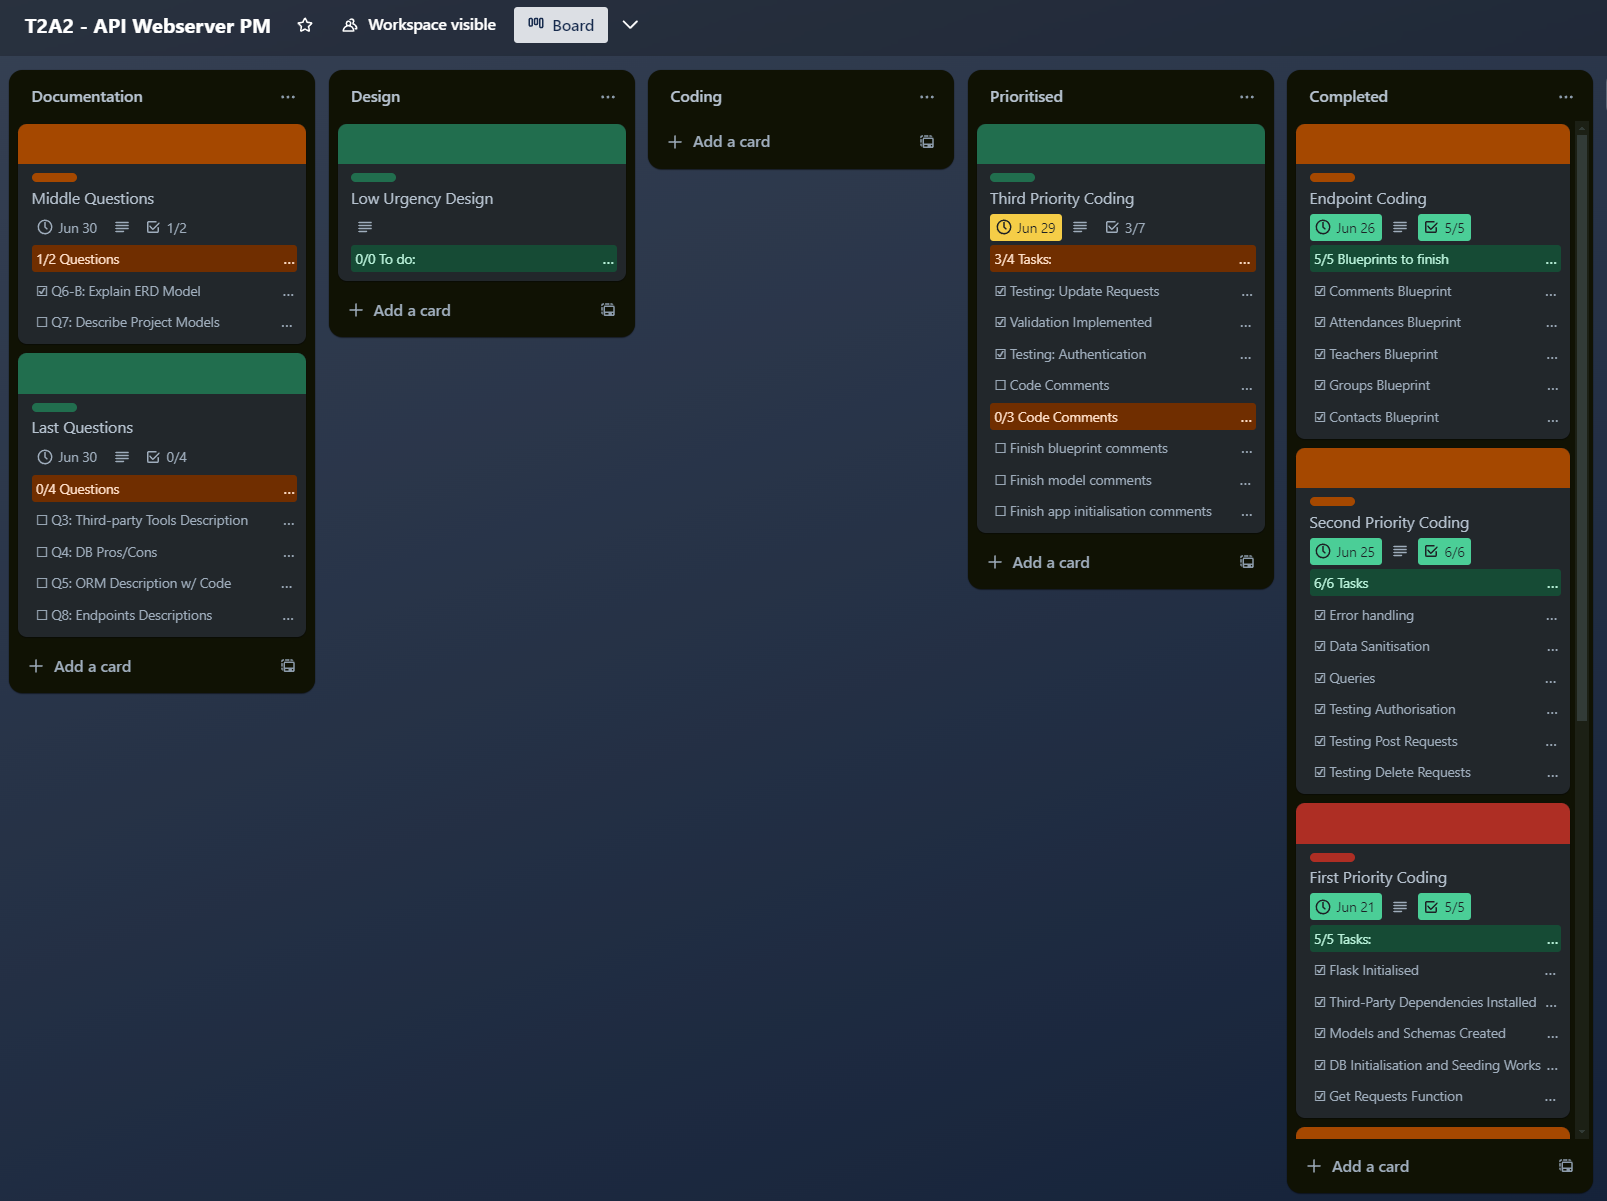 T2A2 - API Webserver PM
Workspace visible
Board
Documentation
Middle Questions
Jun 30
1/2
1/2 Questions
Q6-B: Explain ERD Model
Q7: Describe Project Models
Last Questions
Jun 30
0/4
0/4 Questions
Q3: Third-party Tools Description
Q4: DB Pros/Cons
Q5: ORM Description w/ Code
Q8: Endpoints Descriptions
Add a card
Design
Low Urgency Design
0/0 To do:
Add a card
Coding
Add a card
Prioritised
Third Priority Coding
Jun 29
3/7
3/4 Tasks:
Testing: Update Requests
Validation Implemented
Testing: Authentication
Code Comments
0/3 Code Comments
Finish blueprint comments
Finish model comments
Finish app initialisation comments
Add a card
Completed
Endpoint Coding
Jun 26
5/5
5/5 Blueprints to finish
Comments Blueprint
Attendances Blueprint
Teachers Blueprint
Groups Blueprint
Contacts Blueprint
Second Priority Coding
Jun 25
6/6
6/6 Tasks
Error handling
Data Sanitisation
Queries
Testing Authorisation
Testing Post Requests
Testing Delete Requests
First Priority Coding
Jun 21
5/5
5/5 Tasks:
Flask Initialised
Third-Party Dependencies Installed
Models and Schemas Created
DB Initialisation and Seeding Works
Get Requests Function
Add a card